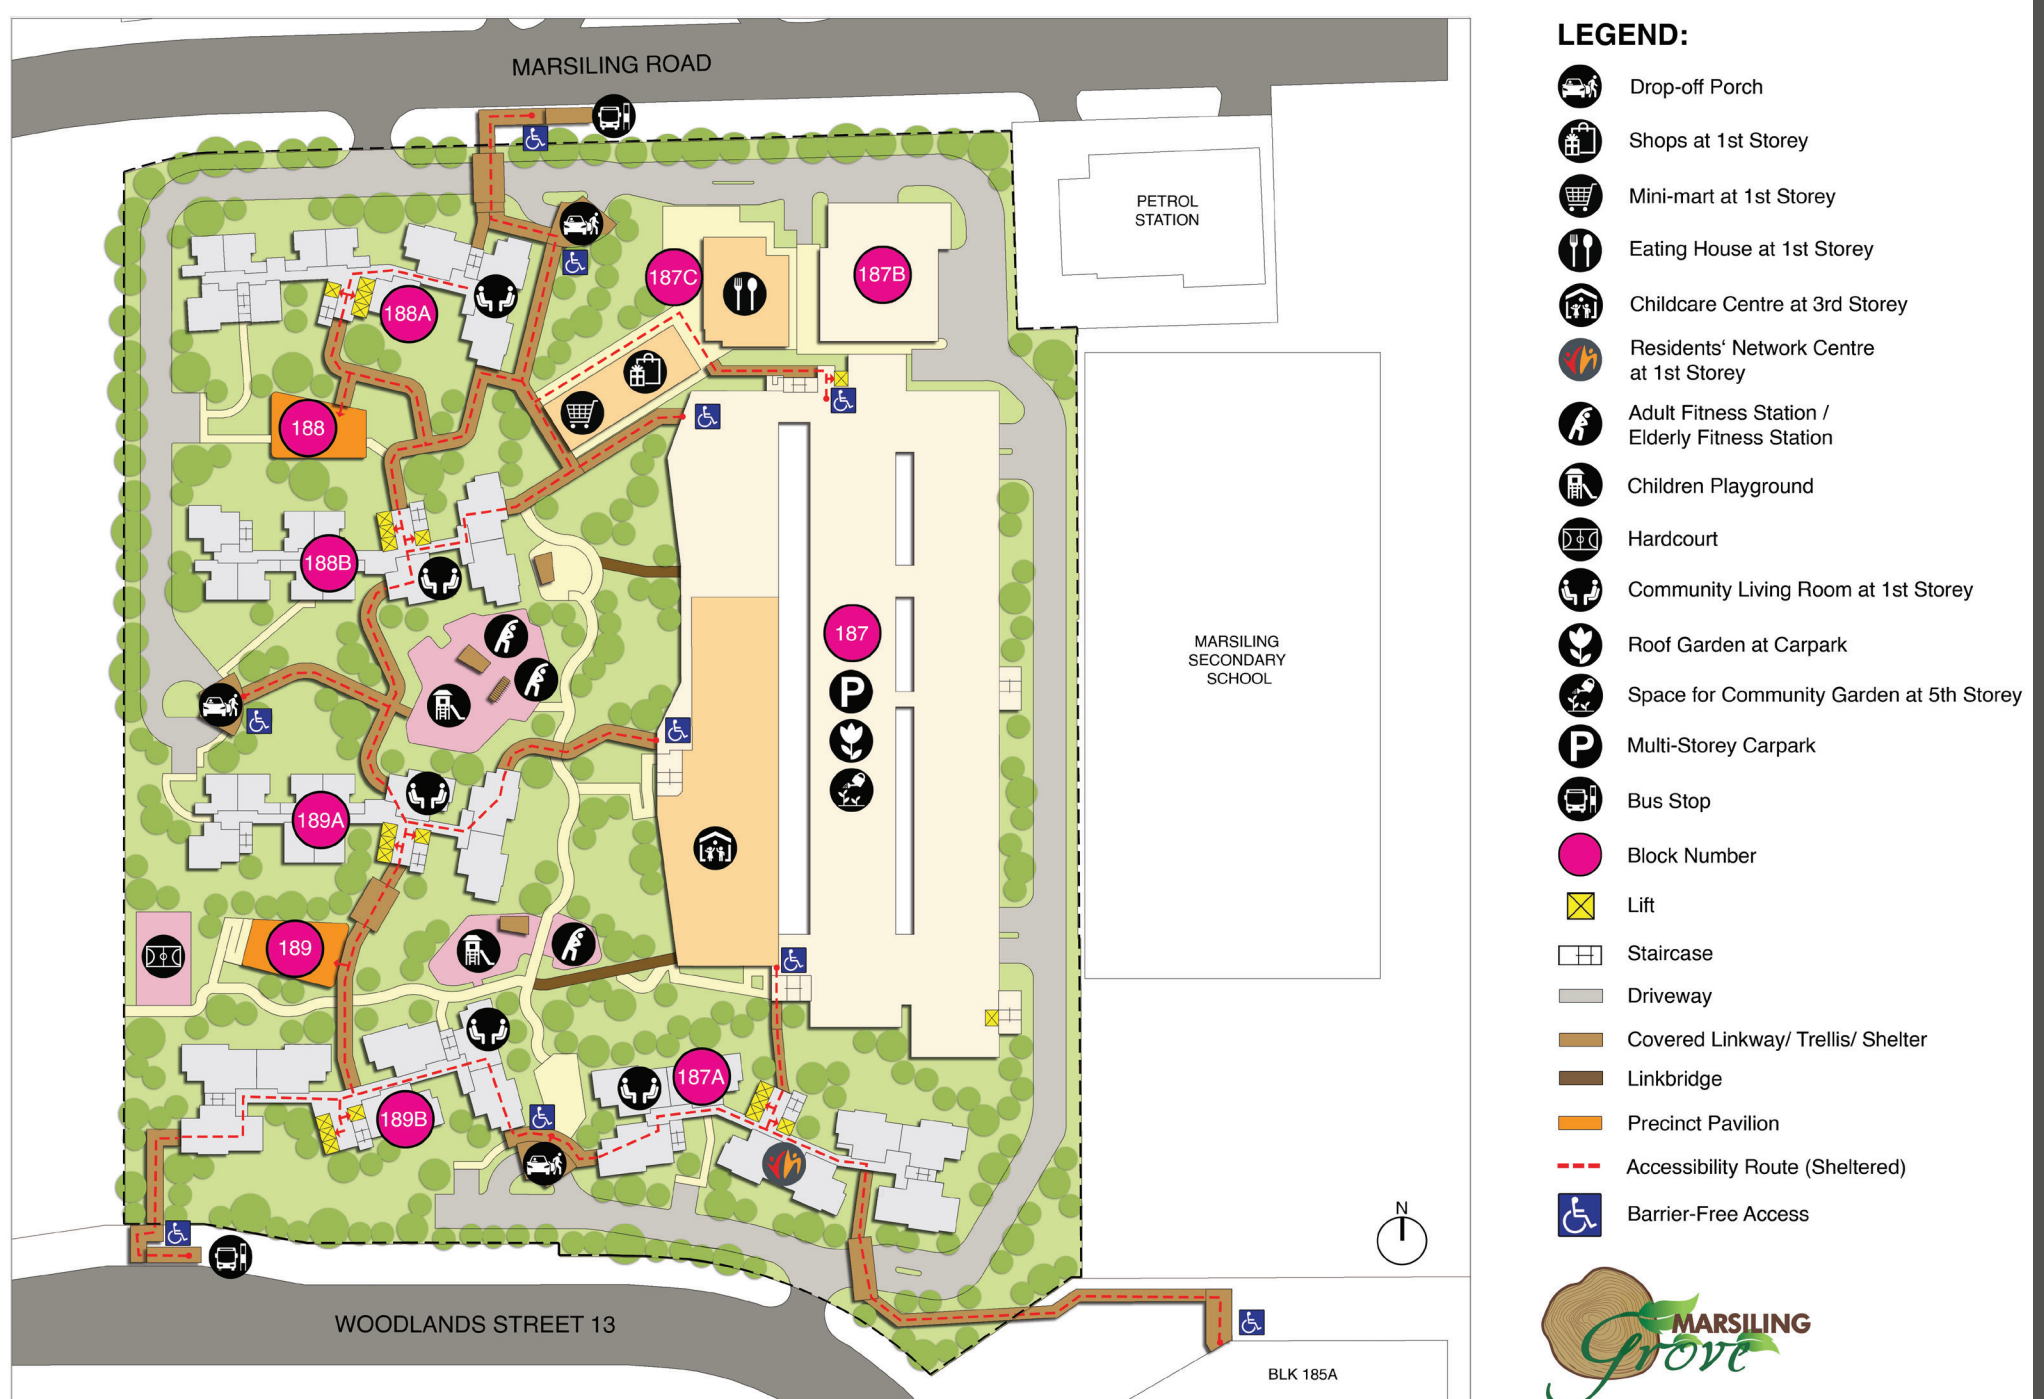 MARSILING ROAD
PETROL
STATION
187C
187B
188A
188
188B
187
P
MARSILING
SECONDARY
SCHOOL
189A
189
187A
189B
N
WOODLANDS STREET 13
BLK 185A
LEGEND:
Drop-off Porch
Shops at 1st Storey
Mini-mart at 1st Storey
Eating House at 1st Storey
Childcare Centre at 3rd Storey
Residents' Network Centre
at 1st Storey
Adult Fitness Station /
Elderly Fitness Station
Children Playground
Hardcourt
Community Living Room at 1st Storey
Roof Garden at Carpark
Space for Community Garden at 5th Storey
P Multi-Storey Carpark
Bus Stop
Block Number
Lift
Staircase
Driveway
Covered Linkway/ Trellis/ Shelter
Linkbridge
Precinct Pavilion
Accessibility Route (Sheltered)
Barrier-Free Access
MARSILING
Grove